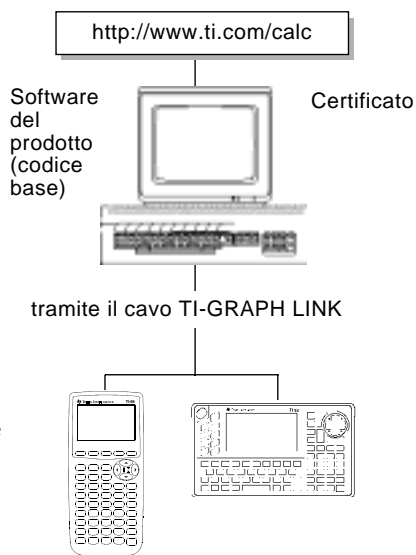 http://www.ti.com/calc
Software
del
prodotto
(codice
base)
Certificato
tramite il cavo TI-GRAPH LINK